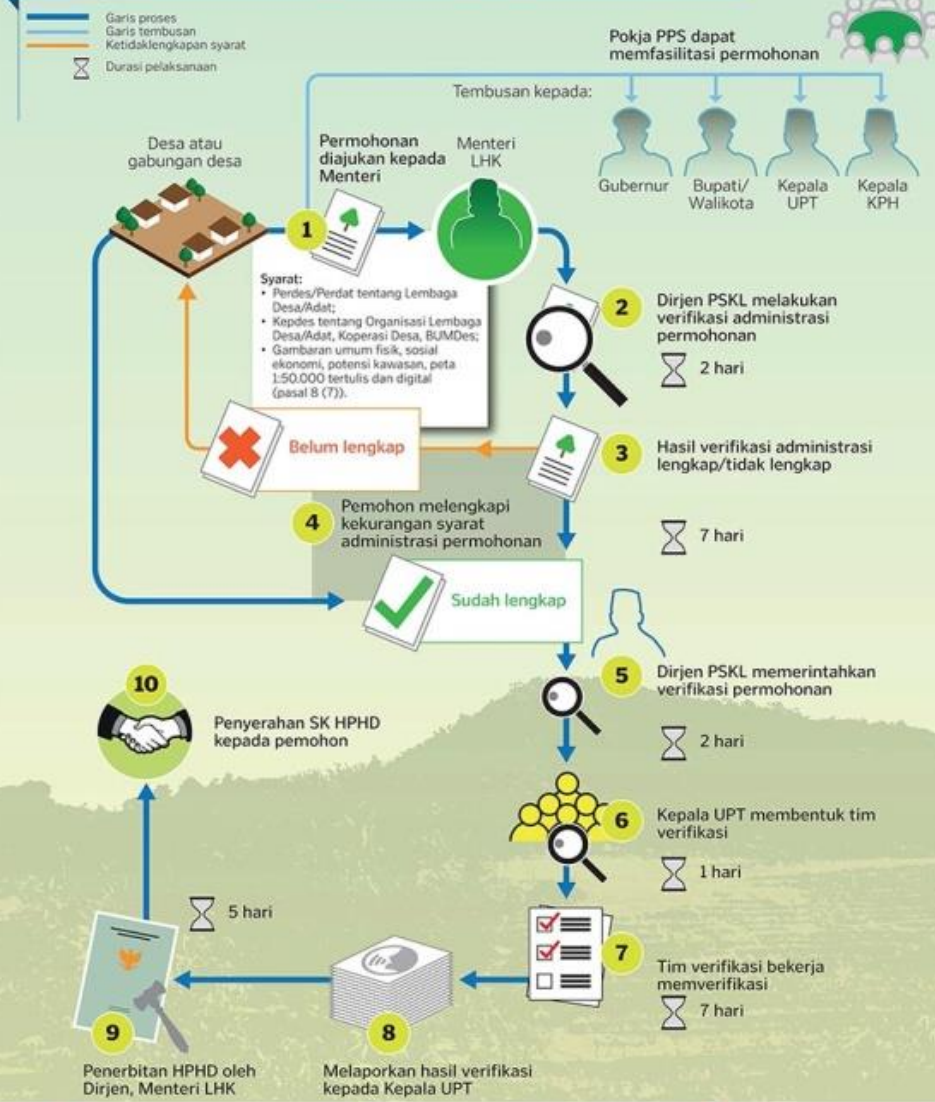 Garis proses
Garis tembusan
Ketidaklengkapan syarat
Durasi pelaksanaan
Pokja PPS dapat
memfasilitasi permohonan
Tembusan kepada:
Gubernur
Bupati/
Walikota
Kepala
UPT
Kepala
KPH
Desa atau
gabungan desa
Permohonan
diajukan kepada
Menteri
Menteri
LHK
1
Syarat:
• Perdes/Perdat tentang Lembaga
Desa/Adat;
• Kepdes tentang Organisasi Lembaga
Desa/Adat, Koperasi Desa, BUMDes;
• Gambaran umum fisik, sosial
ekonomi, potensi kawasan, peta
1:50.000 tertulis dan digital
(pasal 8 (7)).
2
Dirjen PSKL melakukan
verifikasi administrasi
permohonan
2 hari
3
Hasil verifikasi administrasi
lengkap/tidak lengkap
7 hari
Belum lengkap
4
Pemohon melengkapi
kekurangan syarat
administrasi permohonan
Sudah lengkap
5
Dirjen PSKL memerintahkan
verifikasi permohonan
2 hari
6
Kepala UPT membentuk tim
verifikasi
1 hari
7
Tim verifikasi bekerja
memverifikasi
7 hari
8
Melaporkan hasil verifikasi
kepada Kepala UPT
9
Penerbitan HPHD oleh
Dirjen, Menteri LHK
5 hari
10
Penyerahan SK HPHD
kepada pemohon